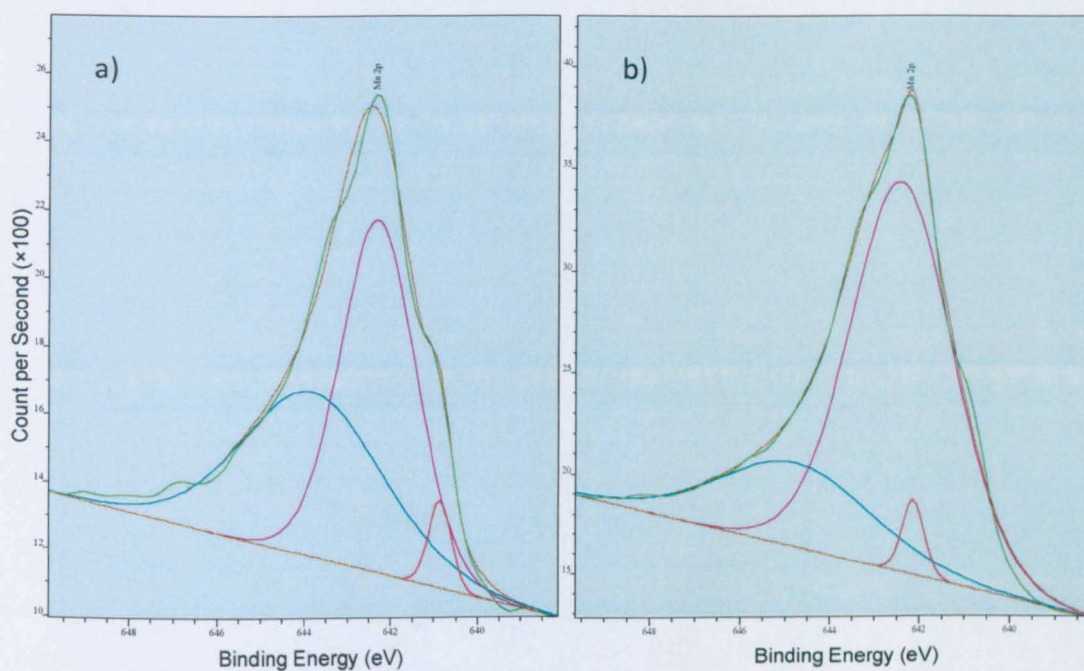 a)
Mn 2p
26
24
22
20
18
16
14
12
10
648 646 644 642 640
Binding Energy (eV)
Count per Second (×100)
b)
Mn 2p
40
35
30
25
20
15
648 646 644 642 640
Binding Energy (eV)